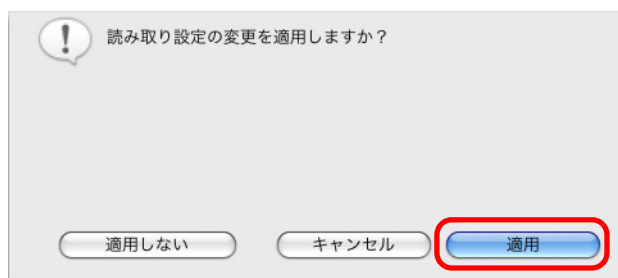 読み取り設定の変更を適用しますか？
適用しない
キャンセル
適用